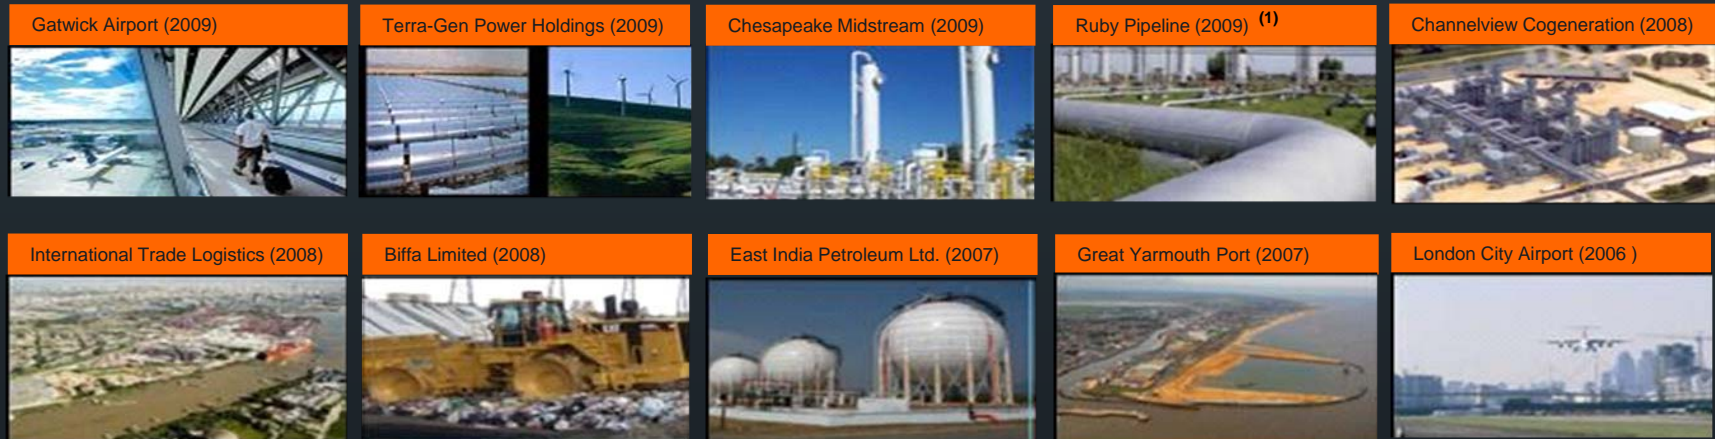 Gatwick Airport (2009)
Terra-Gen Power Holdings (2009)
Chesapeake Midstream (2009)
Ruby Pipeline (2009) (1)
Channelview Cogeneration (2008)
International Trade Logistics (2008)
Biffa Limited (2008)
East India Petroleum Ltd. (2007)
Great Yarmouth Port (2007)
London City Airport (2006 )